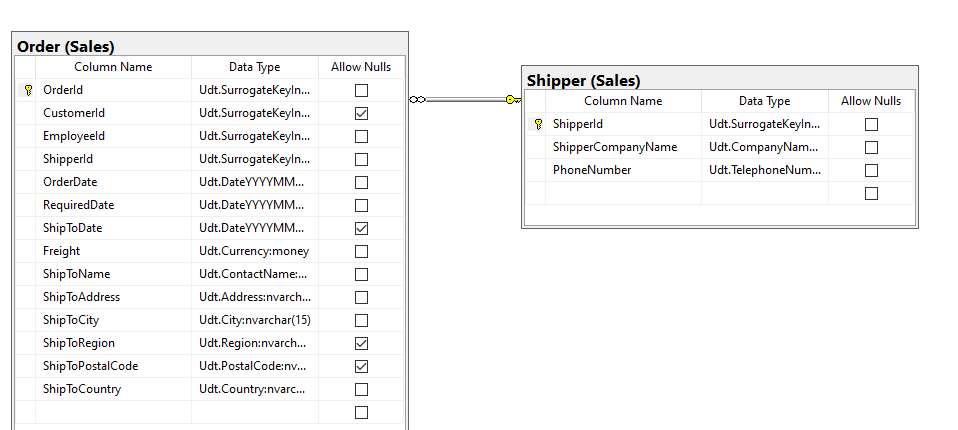 Order (Sales)
Column Name Data Type Allow Nulls
OrderId Udt.SurrogateKeyIn...
CustomerId Udt.SurrogateKeyIn...
EmployeeId Udt.SurrogateKeyIn...
ShipperId Udt.SurrogateKeyIn...
OrderDate Udt.DateYYYYMM...
RequiredDate Udt.DateYYYYMM...
ShipToDate Udt.DateYYYYMM...
Freight Udt.Currency:money
ShipToName Udt.ContactName:...
ShipToAddress Udt.Address:nvarch...
ShipToCity Udt.City:nvarchar(15)
ShipToRegion Udt.Region:nvarch...
ShipToPostalCode Udt.PostalCode:nv...
ShipToCountry Udt.Country:nvarc...
Shipper (Sales)
Column Name Data Type Allow Nulls
ShipperId Udt.SurrogateKeyIn...
ShipperCompanyName Udt.CompanyNam...
PhoneNumber Udt.TelephoneNum...